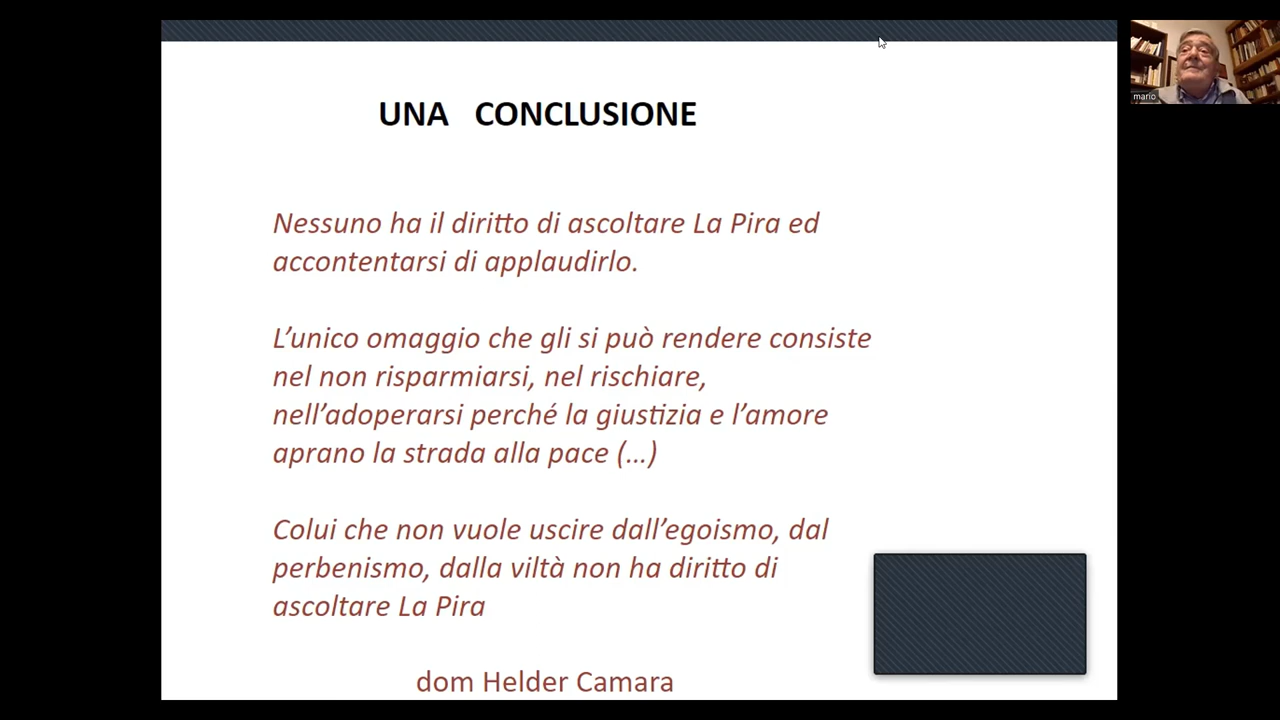 UNA CONCLUSIONE
Nessuno ha il diritto di ascoltare La Pira ed
accontentarsi di applaudirlo.
L’unico omaggio che gli si può rendere consiste
nel non risparmiarsi, nel rischiare,
nell’adoperarsi perché la giustizia e l’amore
aprano la strada alla pace (…)
Colui che non vuole uscire dall’egoismo, dal
perbenismo, dalla viltà non ha diritto di
ascoltare La Pira
dom Helder Camara
mario